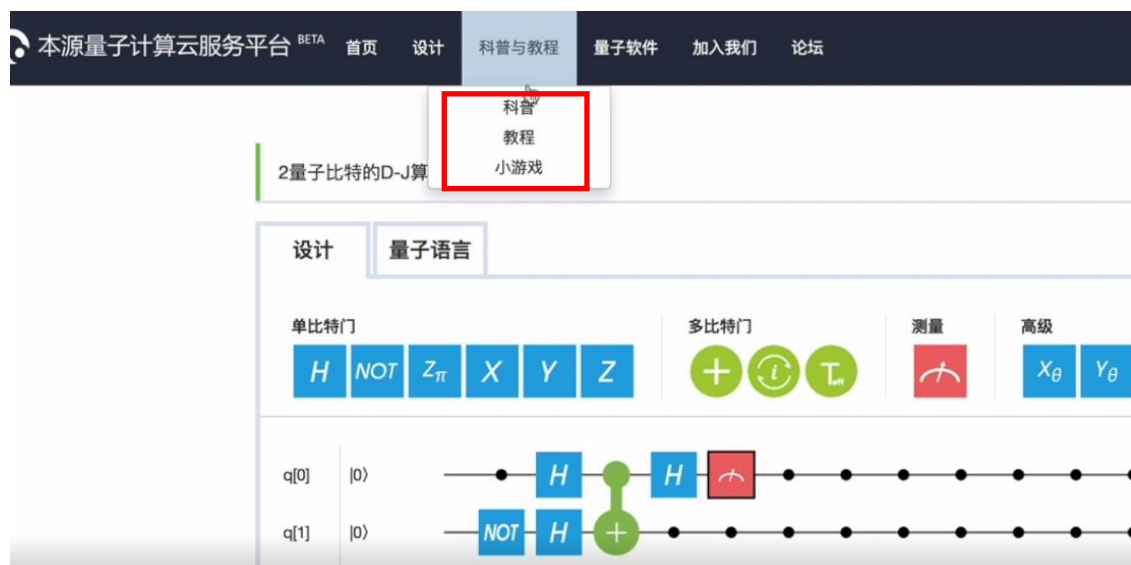 本源量子计算云服务平台 BETA 首页 设计 科普与教程 量子软件 加入我们 论坛
科普
教程
小游戏
2量子比特的D-J算
设计 量子语言
单比特门 多比特门 测量 高级
H NOT Zπ X Y Z + i Teff Xθ Yθ
q[0] |0⟩ H H
q[1] |0⟩ NOT H +